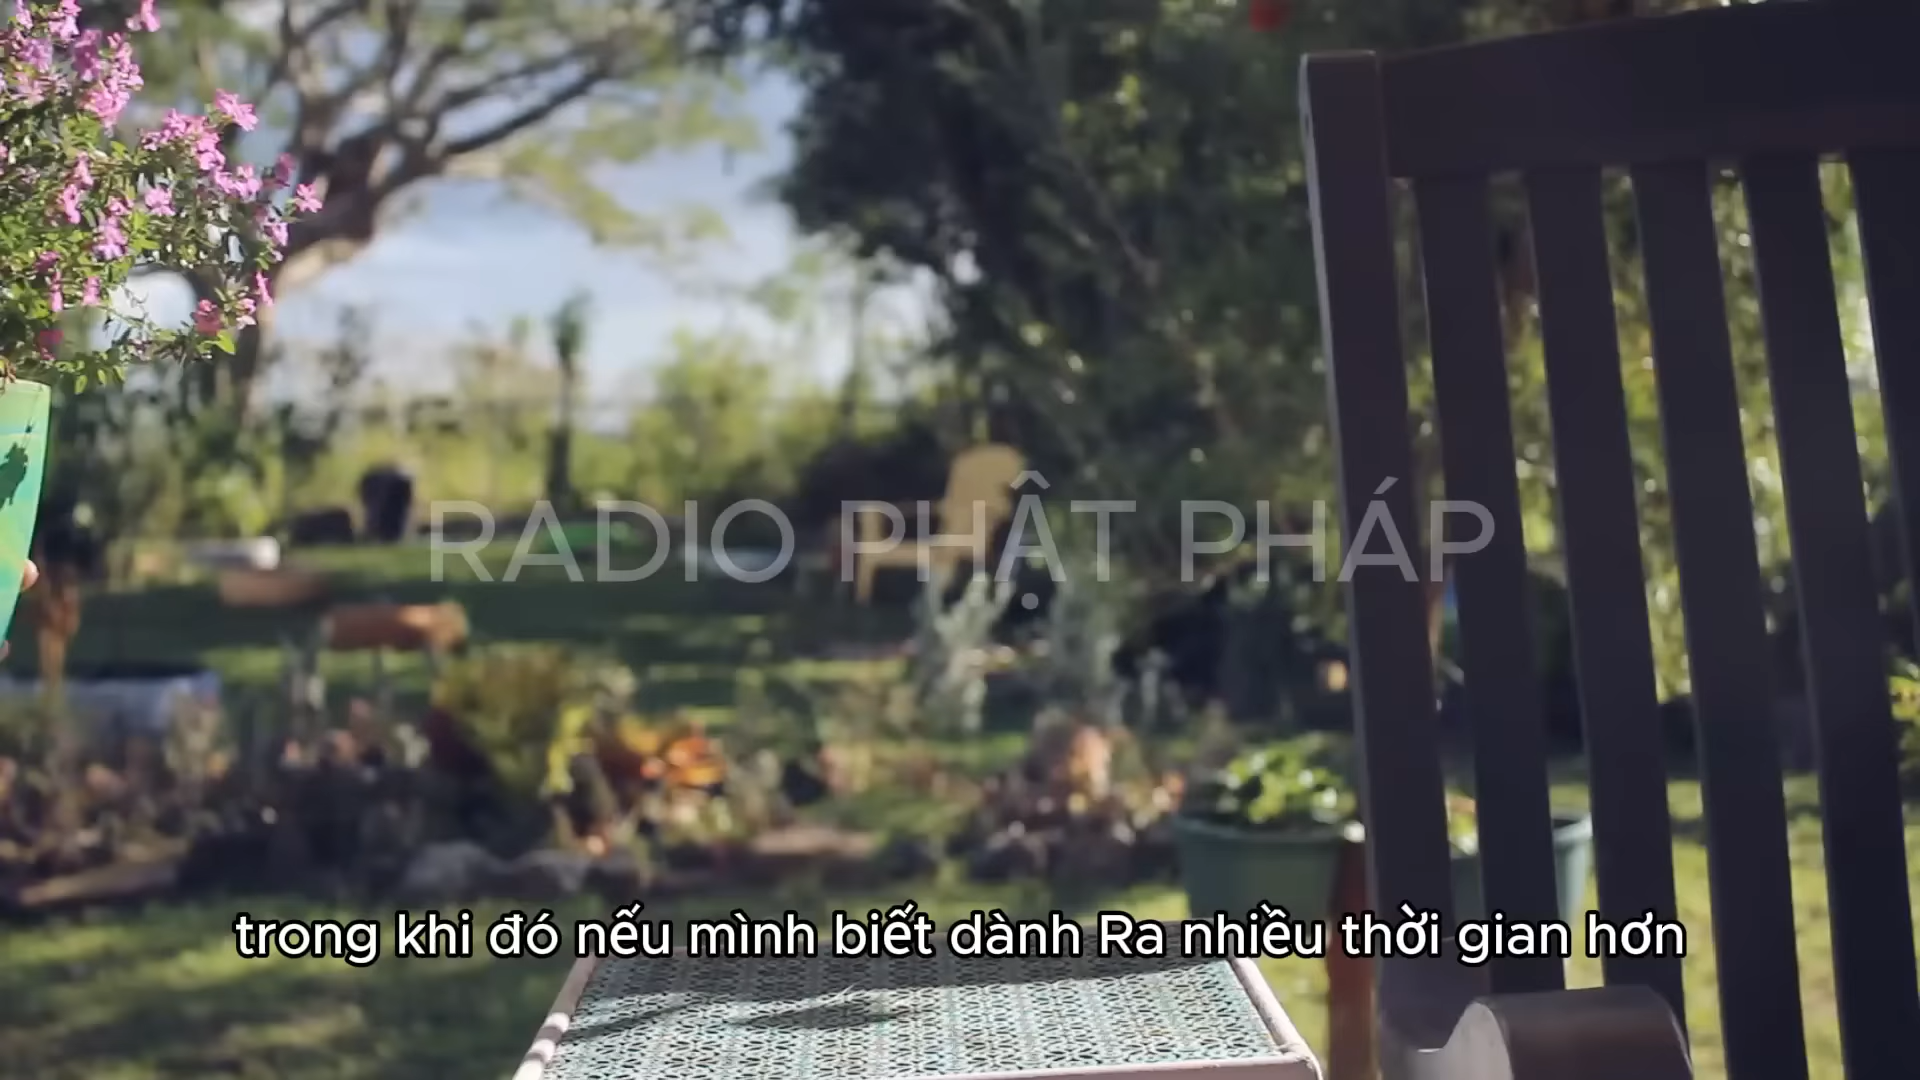 RADIO PHẬT PHÁP
trong khi đó nếu mình biết dành Ra nhiều thời gian hơn